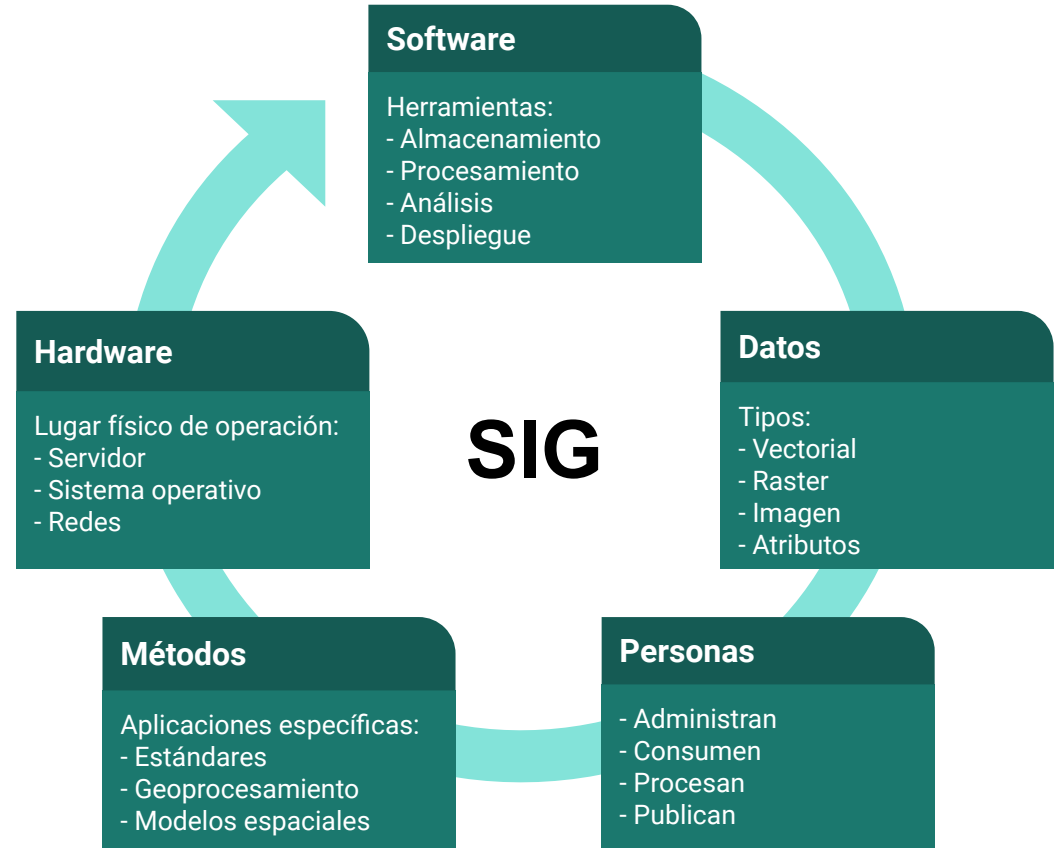 Software
Herramientas:
- Almacenamiento
- Procesamiento
- Análisis
- Despliegue
Hardware
Lugar físico de operación:
- Servidor
- Sistema operativo
- Redes
SIG
Datos
Tipos:
- Vectorial
- Raster
- Imagen
- Atributos
Métodos
Aplicaciones específicas:
- Estándares
- Geoprocesamiento
- Modelos espaciales
Personas
- Administran
- Consumen
- Procesan
- Publican